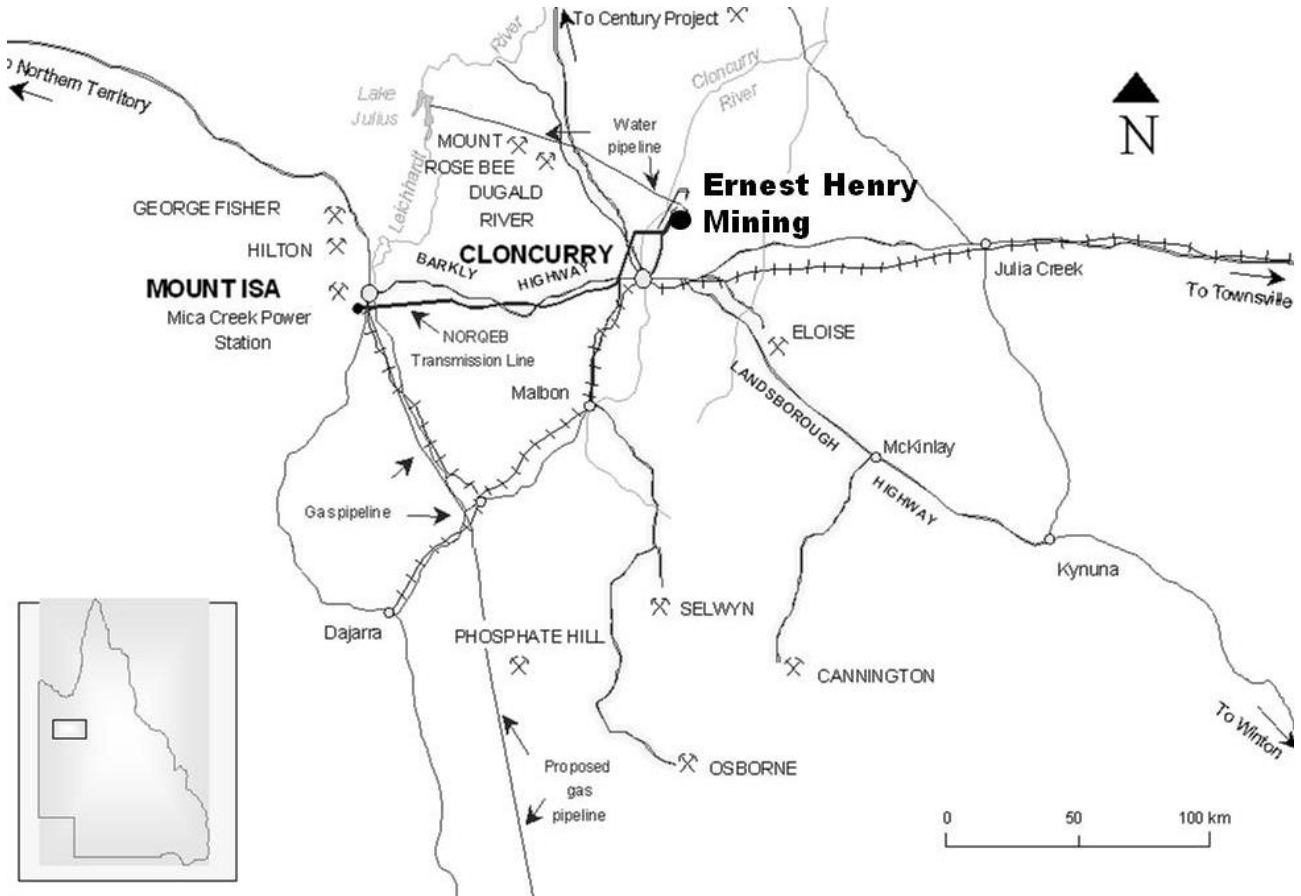 To Century Project
River
o Northern Territory
Cloncurry
River
Lake
Julius
Water
pipeline
MOUNT
ROSE BEE
DUGALD
RIVER
Leichhardt
N
Ernest Henry
Mining
GEORGE FISHER
HILTON
CLONCURRY
BARKLY
HIGHWAY
MOUNT ISA
Mica Creek Power
Station
NORQEB
Transmission Line
Julia Creek
To Townsville
ELOISE
LANDSBOROUGH
HIGHWAY
Malbon
McKinlay
Gas pipeline
Kynuna
Dajarra
SELWYN
PHOSPHATE HILL
CANNINGTON
To Winton
OSBORNE
Proposed
gas
pipeline
0 50 100 km